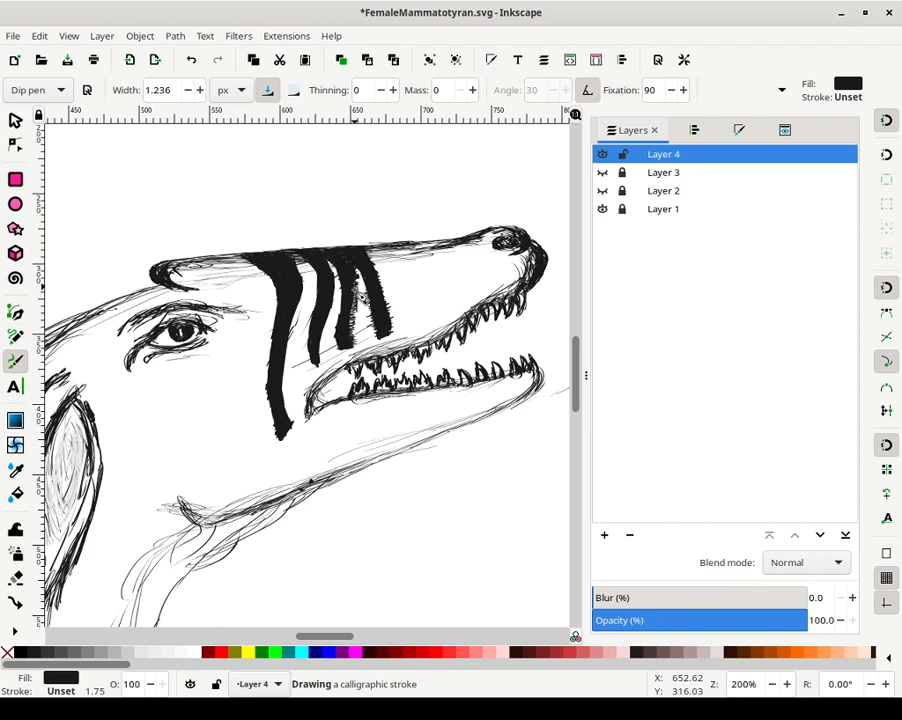 *FemaleMammatotyran.svg - Inkscape
File Edit View Layer Object Path Text Filters Extensions Help
Dip pen Width: 1.236 px Thinning: 0 Mass: 0 Angle: 30 Fixation: 90 Fill:
Stroke: Unset
450 500 550 600 650 700 750
Layers
Layer 4
Layer 3
Layer 2
Layer 1
Blend mode: Normal
Blur (%) 0.0
Opacity (%) 100.0
Fill: O: 100 Layer 4 Drawing a calligraphic stroke X: 652.62 Z: 200% R: 0.00°
Stroke: Unset 1.75 Y: 316.03